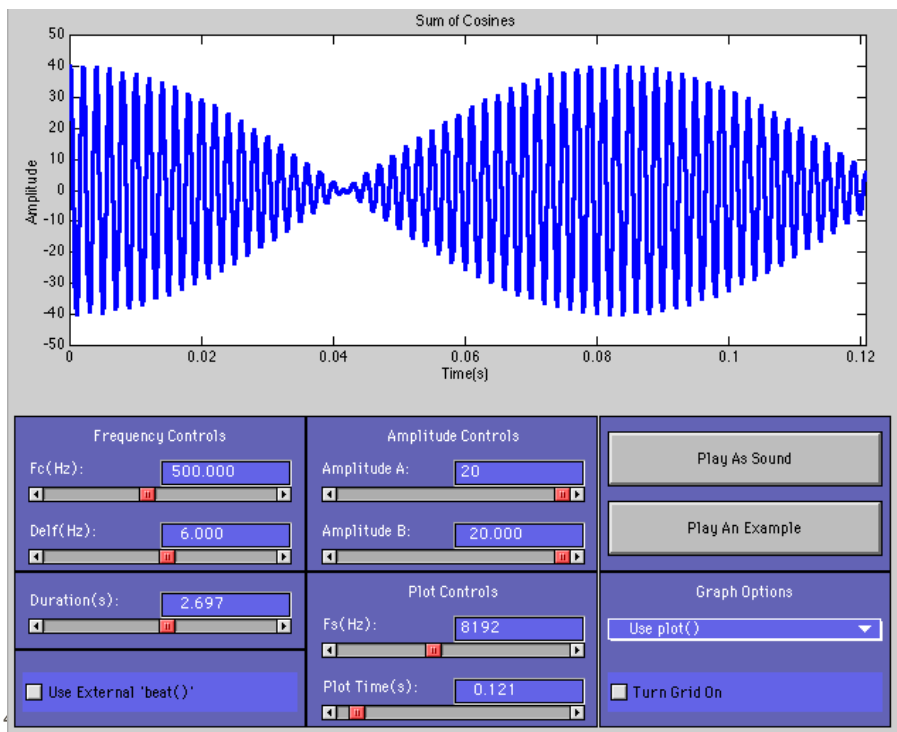 Sum of Cosines
50
40
30
20
10
0
-10
-20
-30
-40
-50
Amplitude
0
0.02
0.04
0.06
0.08
0.1
0.12
Time(s)
Frequency Controls
Fc(Hz):
500.000
Delf(Hz):
6.000
Duration(s):
2.697
Use External 'beat()'
Amplitude Controls
Amplitude A:
20
Amplitude B:
20.000
Plot Controls
Fs(Hz):
8192
Plot Time(s):
0.121
Play As Sound
Play An Example
Graph Options
Use plot()
Turn Grid On